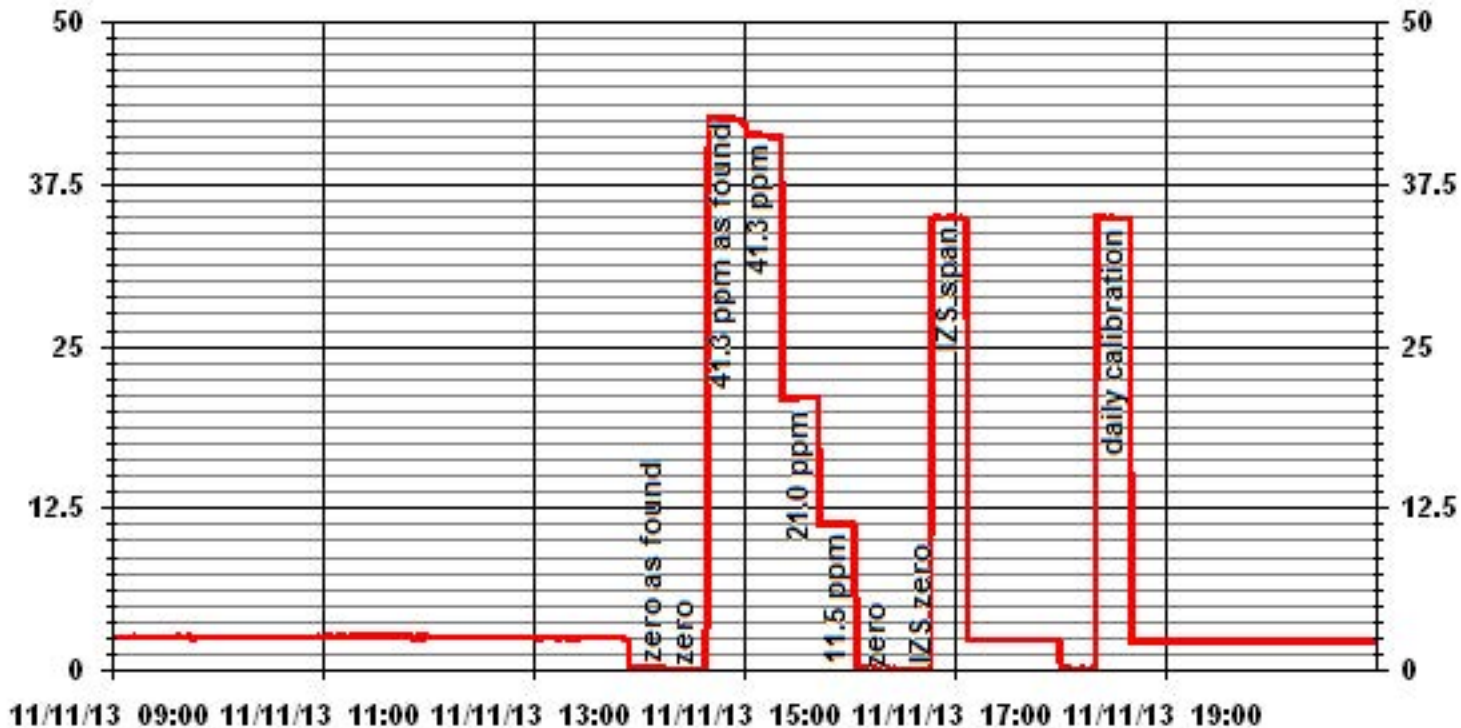 50
50
37.5
37.5
25
25
12.5
12.5
0
0
zero as found
zero
41.3 ppm as found
41.3 ppm
21.0 ppm
11.5 ppm
zero
IZS zero
IZS span
daily calibration
11/11/13 09:00 11/11/13 11:00 11/11/13 13:00 11/11/13 15:00 11/11/13 17:00 11/11/13 19:00